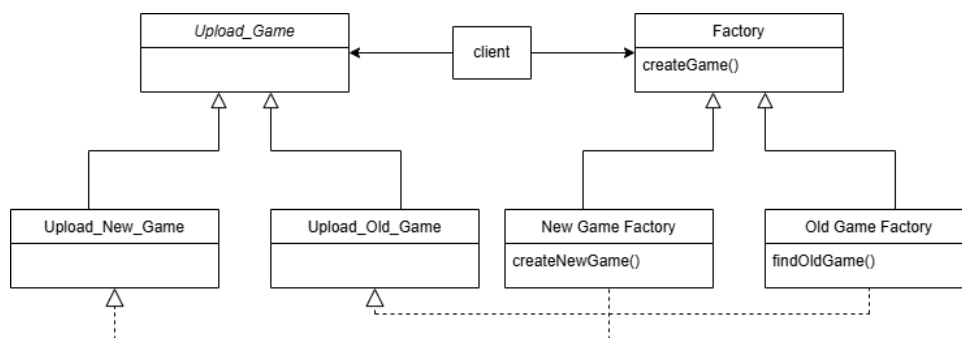 Upload_Game
client
Factory
createGame()
Upload_New_Game
Upload_Old_Game
New Game Factory
createNewGame()
Old Game Factory
findOldGame()